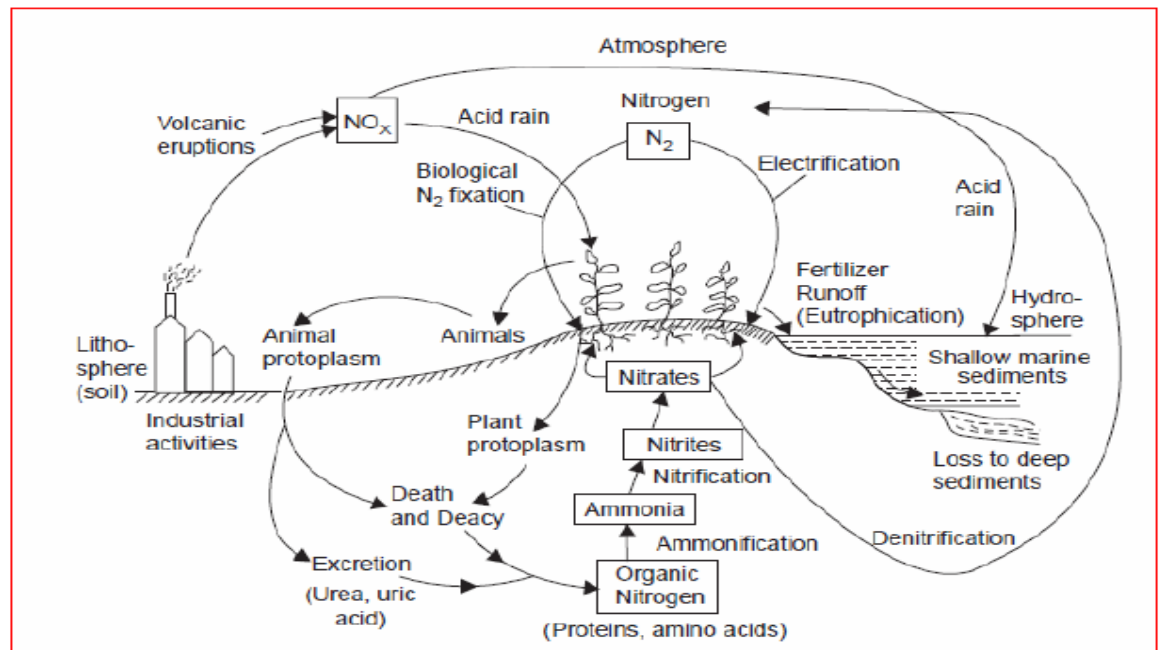 Atmosphere
Nitrogen
N2
Volcanic
eruptions
NOx
Acid rain
Biological
N2 fixation
Electrification
Acid
rain
Fertilizer
Runoff
(Eutrophication)
Hydro-
sphere
Animal
protoplasm
Animals
Litho-
sphere
(soil)
Industrial
activities
Nitrates
Shallow marine
sediments
Plant
protoplasm
Nitrites
Nitrification
Loss to deep
sediments
Death
and Deacy
Ammonia
Ammonification
Denitrification
Excretion
(Urea, uric
acid)
Organic
Nitrogen
(Proteins, amino acids)